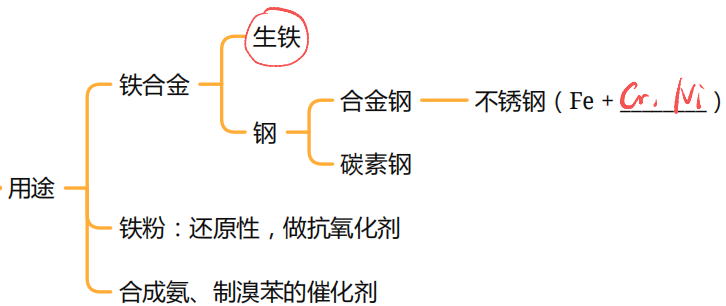 生铁
铁合金
合金钢
不锈钢（Fe + Cr、Ni）
钢
碳素钢
用途
铁粉：还原性，做抗氧化剂
合成氨、制溴苯的催化剂